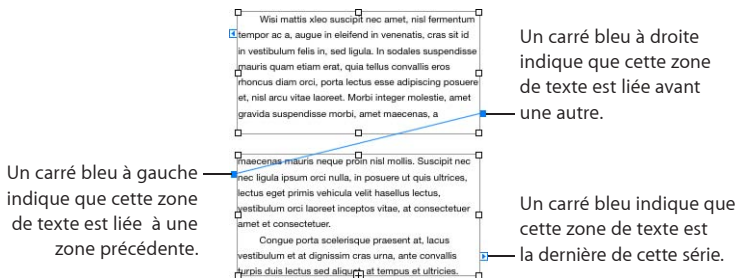 Wisi mattis xleo suscipit nec amet, nisl fermentum
tempor ac a, augue in eleifend in venenatis, cras sit id
in vestibulum felis in, sed ligula. In sodales suspendisse
mauris quam etiam erat, quia tellus convallis eros
rhoncus diam orci, porta lectus esse adipiscing posuere
et, nisl arcu vitae laoreet. Morbi integer molestie, amet
gravida suspendisse morbi, amet maecenas, a
Un carré bleu à droite
indique que cette zone
de texte est liée avant
une autre.
Un carré bleu à gauche
indique que cette zone
de texte est liée à une
zone précédente.
maecenas mauris neque proin nisl mollis. Suscipit nec
nec ligula ipsum orci nulla, in posuere ut quis ultrices,
lectus eget primis vehicula velit hasellus lectus,
vestibulum orci laoreet inceptos vitae, at consectetuer
amet et consectetuer.
Congue porta scelerisque praesent at, lacus
vestibulum et at dignissim cras urna, ante convallis
turpis duis lectus sed aliquet at tempus et ultricies.
Un carré bleu indique que
cette zone de texte est
la dernière de cette série.